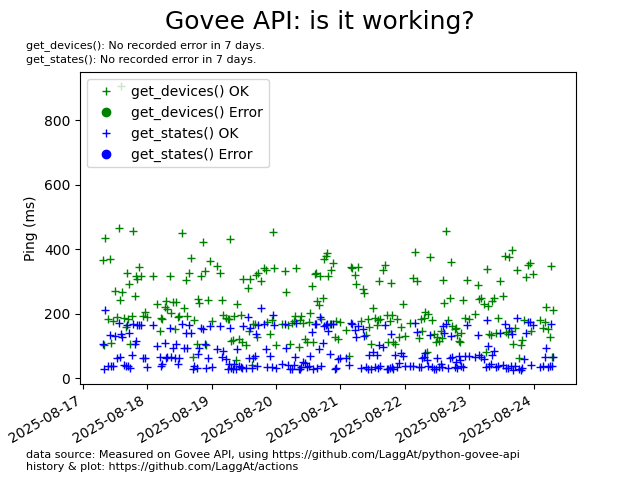 Govee API: is it working?
get_devices(): No recorded error in 7 days.
get_states(): No recorded error in 7 days.
get_devices() OK
get_devices() Error
get_states() OK
get_states() Error
Ping (ms)
800
600
400
200
0
2025-08-17
2025-08-18
2025-08-19
2025-08-20
2025-08-21
2025-08-22
2025-08-23
2025-08-24
data source: Measured on Govee API, using https://github.com/LaggAt/python-govee-api
history & plot: https://github.com/LaggAt/actions